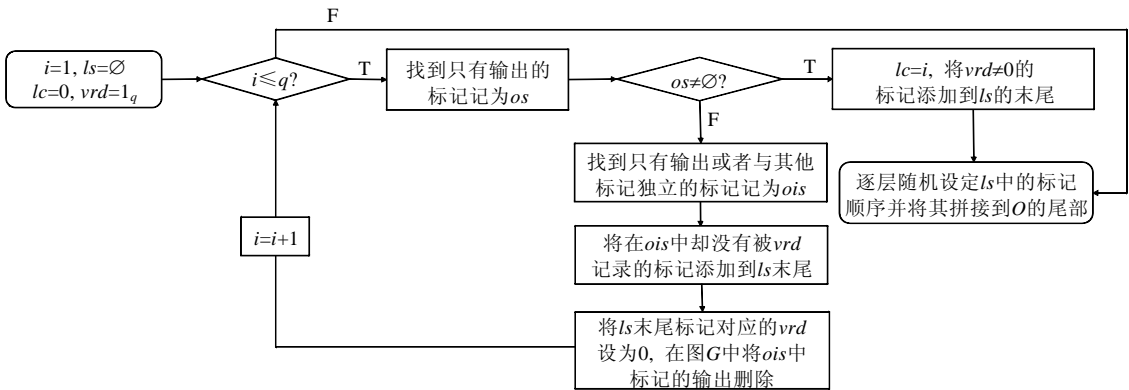 F
i=1, ls=∅
lc=0, vrd=1q
i≤q?
T
找到只有输出的
标记记为os
os≠∅?
T
lc=i, 将vrd≠0的
标记添加到ls的末尾
F
找到只有输出或者与其他
标记独立的标记记为ois
逐层随机设定ls中的标记
顺序并将其拼接到O的尾部
i=i+1
将在ois中却没有被vrd
记录的标记添加到ls末尾
将ls末尾标记对应的vrd
设为0, 在图G中将ois中
标记的输出删除